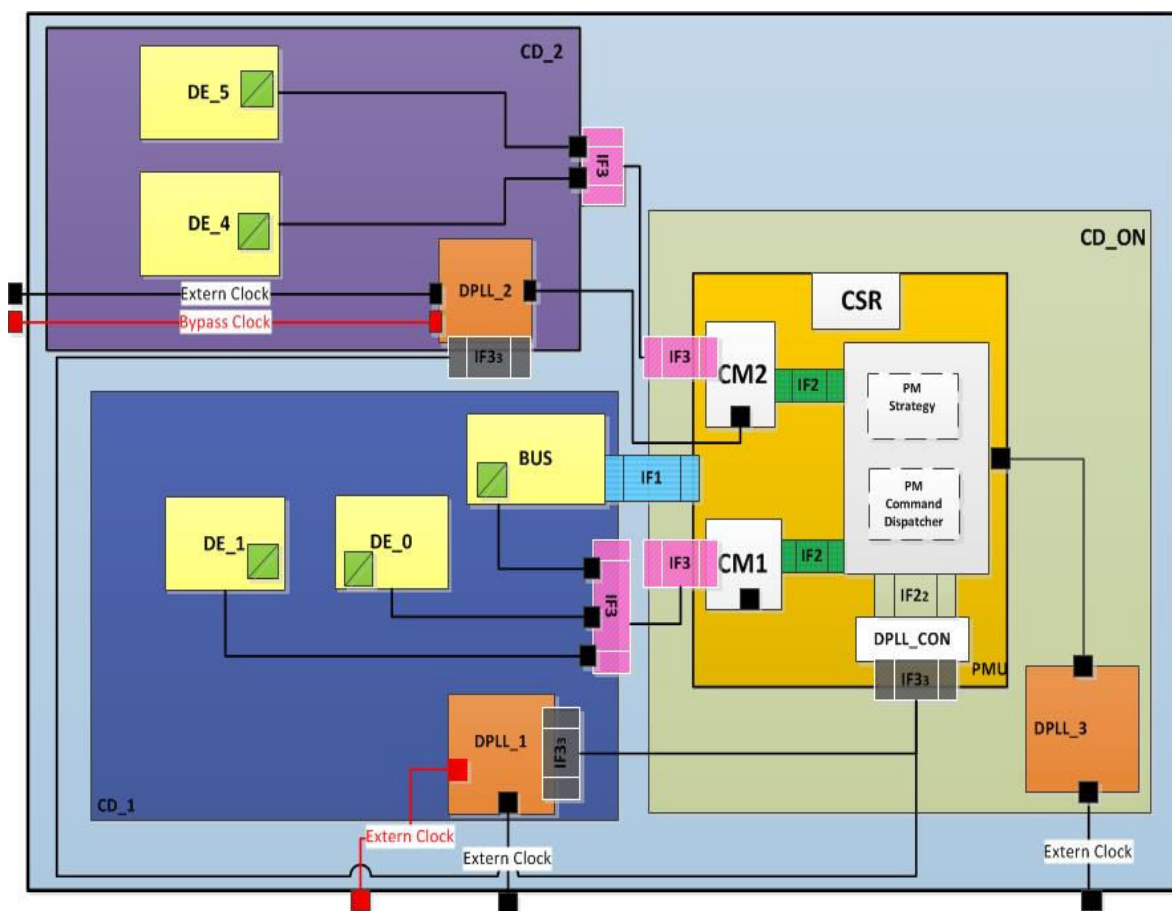 CD_2
DE_5
IF3
DE_4
CD_ON
Extern Clock
DPLL_2
CSR
Bypass Clock
IF33
IF3
CM2
IF2
PM
Strategy
BUS
IF1
PM
Command
Dispatcher
DE_1
DE_0
IF3
IF3
CM1
IF2
IF22
DPLL_CON
IF33
PMU
DPLL_1
IF33
DPLL_3
CD_1
Extern Clock
Extern Clock
Extern Clock